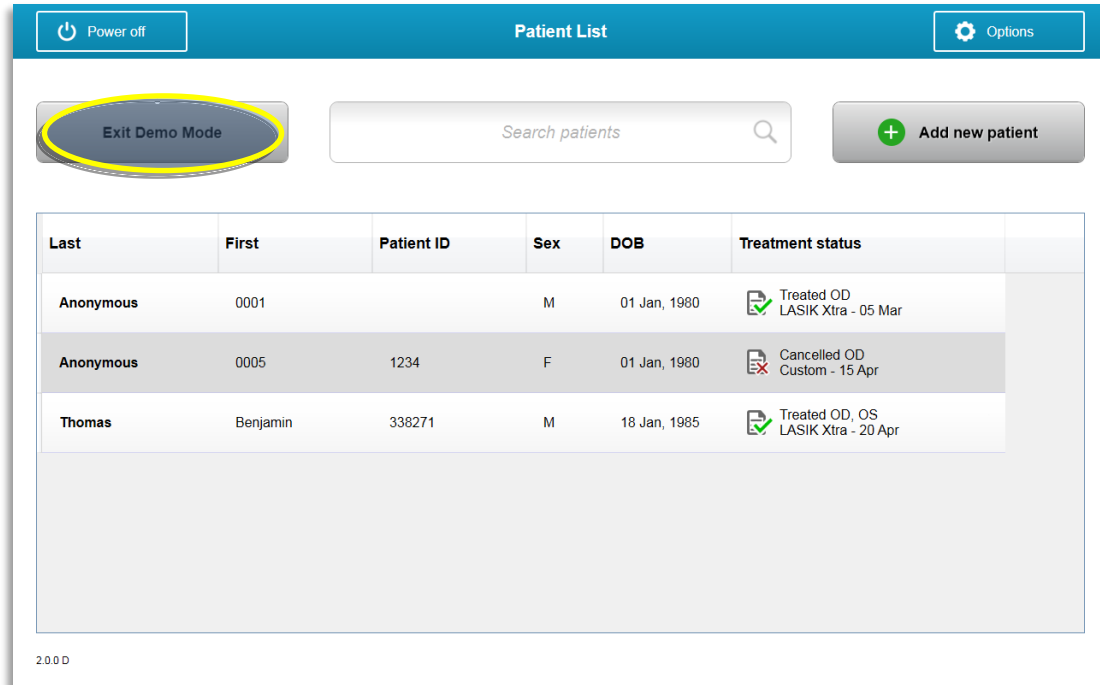 Power off
Patient List
Options
Exit Demo Mode
Search patients
Add new patient
Last First Patient ID Sex DOB Treatment status
Anonymous 0001 M 01 Jan, 1980 Treated OD
LASIK Xtra - 05 Mar
Anonymous 0005 1234 F 01 Jan, 1980 Cancelled OD
Custom - 15 Apr
Thomas Benjamin 338271 M 18 Jan, 1985 Treated OD, OS
LASIK Xtra - 20 Apr
2.0.0 D